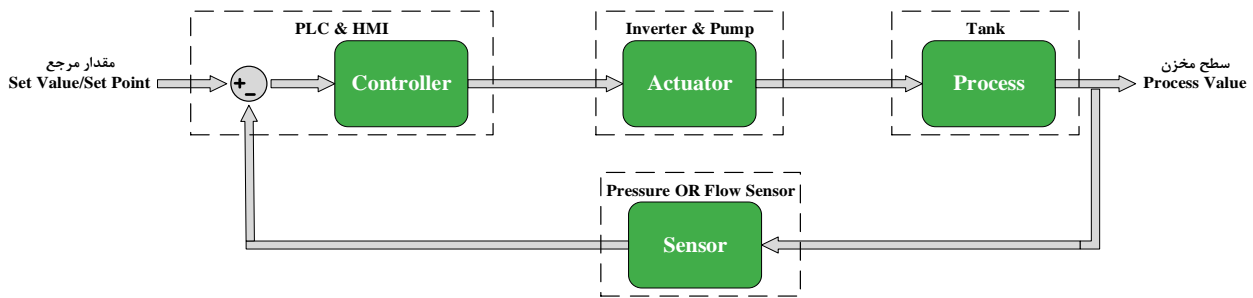 PLC & HMI
Inverter & Pump
Tank
مقدار مرجع
Set Value/Set Point
+
-
Controller
Actuator
Process
سطح مخزن
Process Value
Pressure OR Flow Sensor
Sensor